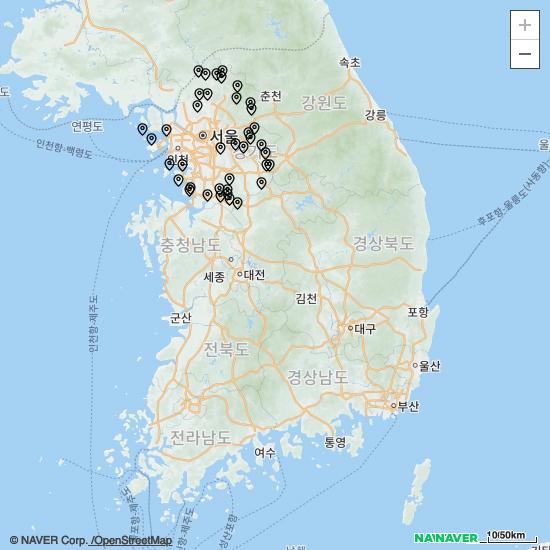 +
−
속초
춘천
강원도
연평도
강릉
서울
인천
인천항-백령도
울
경기도
후포항-울릉도(사동항)
충청남도
경상북도
세종
대전
김천
포항
인천항-제주도
군산
대구
전북도
울산
경상남도
부산
전라남도
통영
여수
© NAVER Corp. /OpenStreetMap
NAVER
10/50km